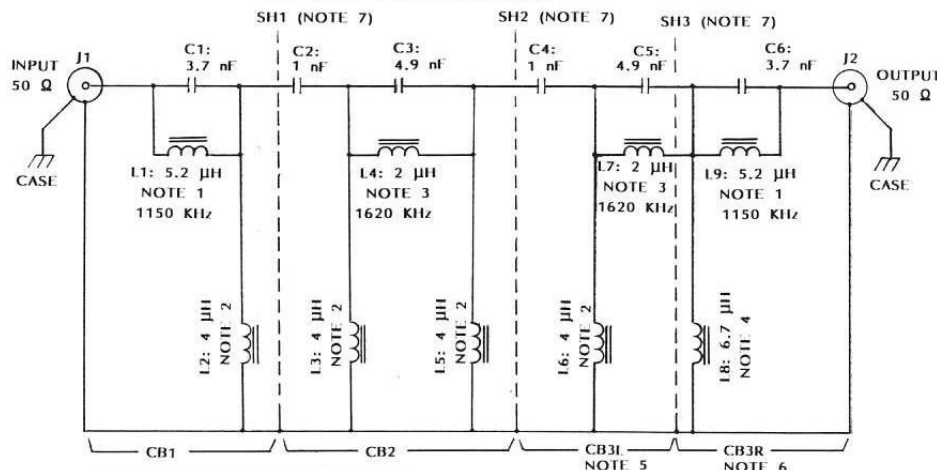 SH1 (NOTE 7)
SH2 (NOTE 7)
SH3 (NOTE 7)
INPUT
50 Ω
J1
C1:
3.7 nF
C2:
1 nF
C3:
4.9 nF
C4:
1 nF
C5:
4.9 nF
C6:
3.7 nF
J2
OUTPUT
50 Ω
CASE
L1: 5.2 µH
NOTE 1
1150 KHz
L4: 2 µH
NOTE 3
1620 KHz
L7: 2 µH
NOTE 3
1620 KHz
L9: 5.2 µH
NOTE 1
1150 KHz
CASE
L2: 4 µH
NOTE 2
L3: 4 µH
NOTE 2
L5: 4 µH
NOTE 2
L6: 4 µH
NOTE 2
L8: 6.7 µH
NOTE 4
CB1
CB2
CB3L
NOTE 5
CB3R
NOTE 6